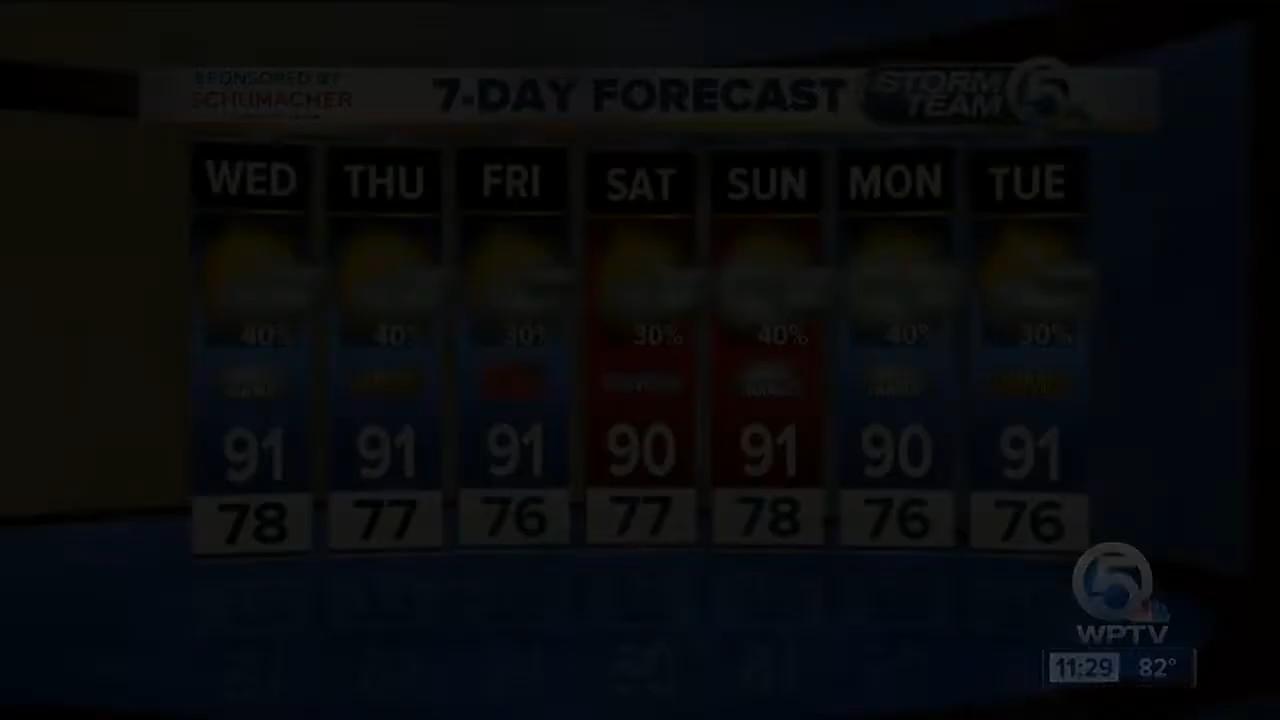 SPONSORED BY
SCHUMACHER
7-DAY FORECAST
STORM
TEAM 5
WED THU FRI SAT SUN MON TUE
40% 40% 30% 30% 40% 40% 30%
91 91 91 90 91 90 91
78 77 76 77 78 76 76
5
WPTV
11:29 82°